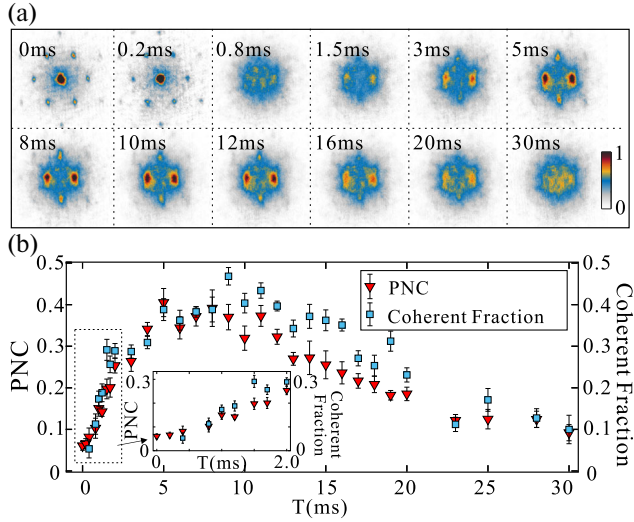 (a)
0ms 0.2ms 0.8ms 1.5ms 3ms 5ms
8ms 10ms 12ms 16ms 20ms 30ms
1
0
(b)
0.5 0.5
0.4 0.4
0.3 0.3
0.2 0.2
0.1 0.1
0 0
PNC
Coherent Fraction
PNC
Coherent Fraction
0.3 0.3
0 0
PNC
Coherent
Fraction
0 T(ms) 2.0
0 5 10 15 20 25 30
T(ms)